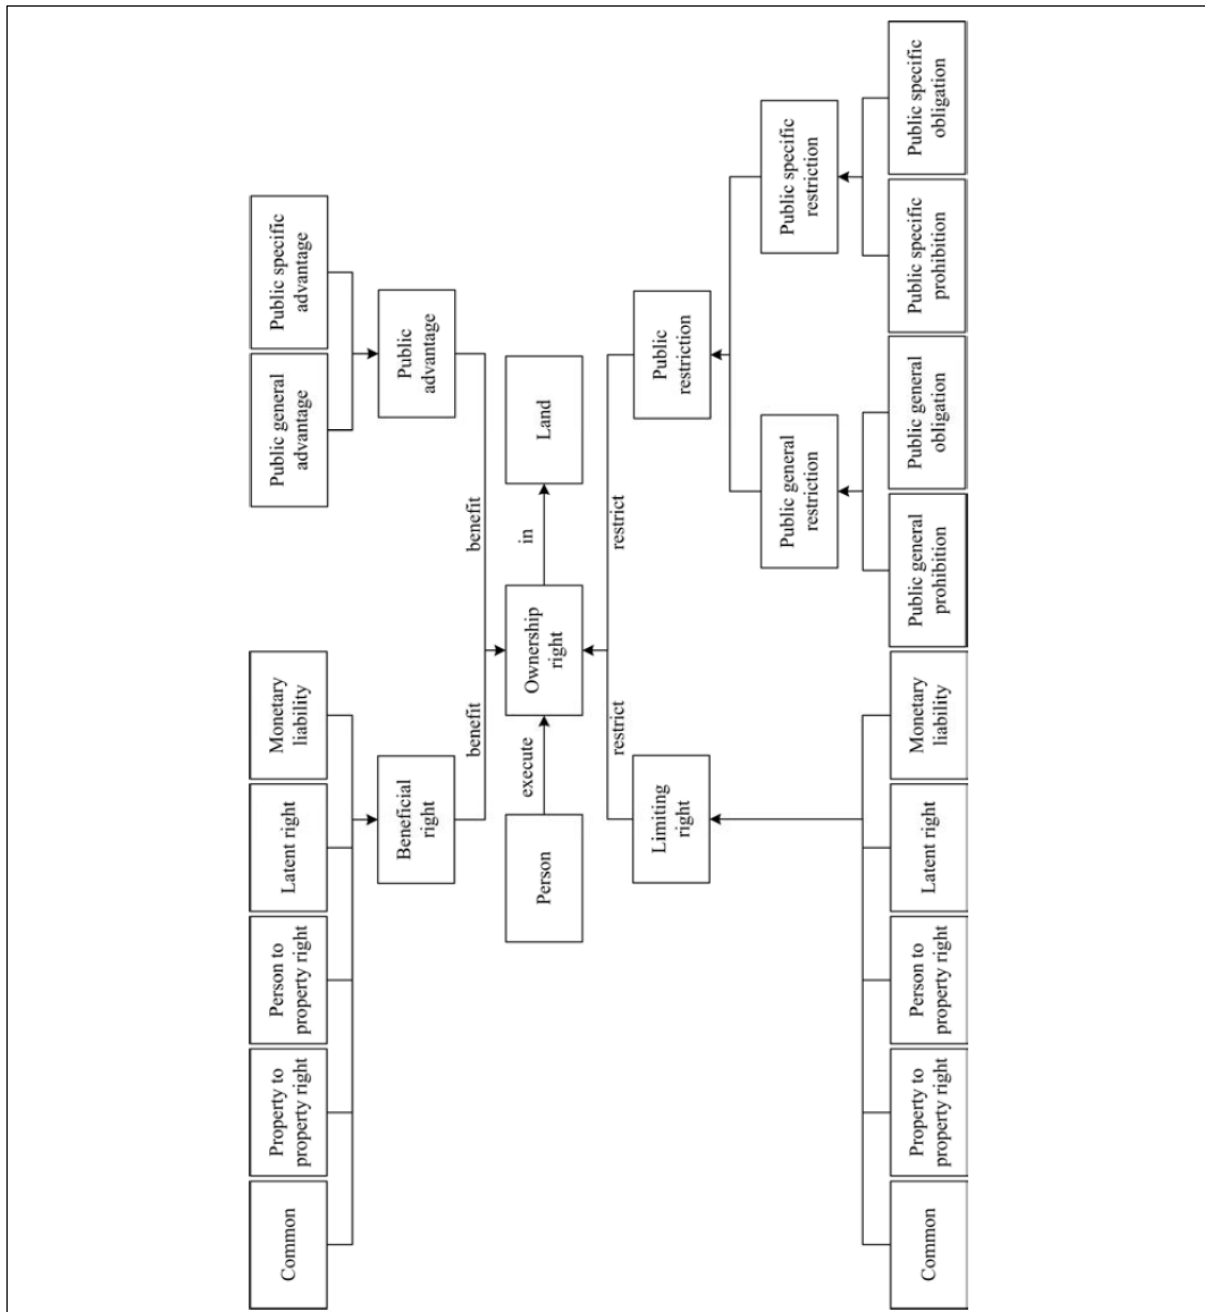 Common
Property to
property right
Person to
property right
Latent right
Monetary
liability
Public general
advantage
Public specific
advantage
Beneficial
right
Public
advantage
benefit
benefit
Person
execute
Ownership
right
in
Land
restrict
restrict
Limiting
right
Public
restriction
Public general
restriction
Public specific
restriction
Common
Property to
property right
Person to
property right
Latent right
Monetary
liability
Public general
prohibition
Public general
obligation
Public specific
prohibition
Public specific
obligation